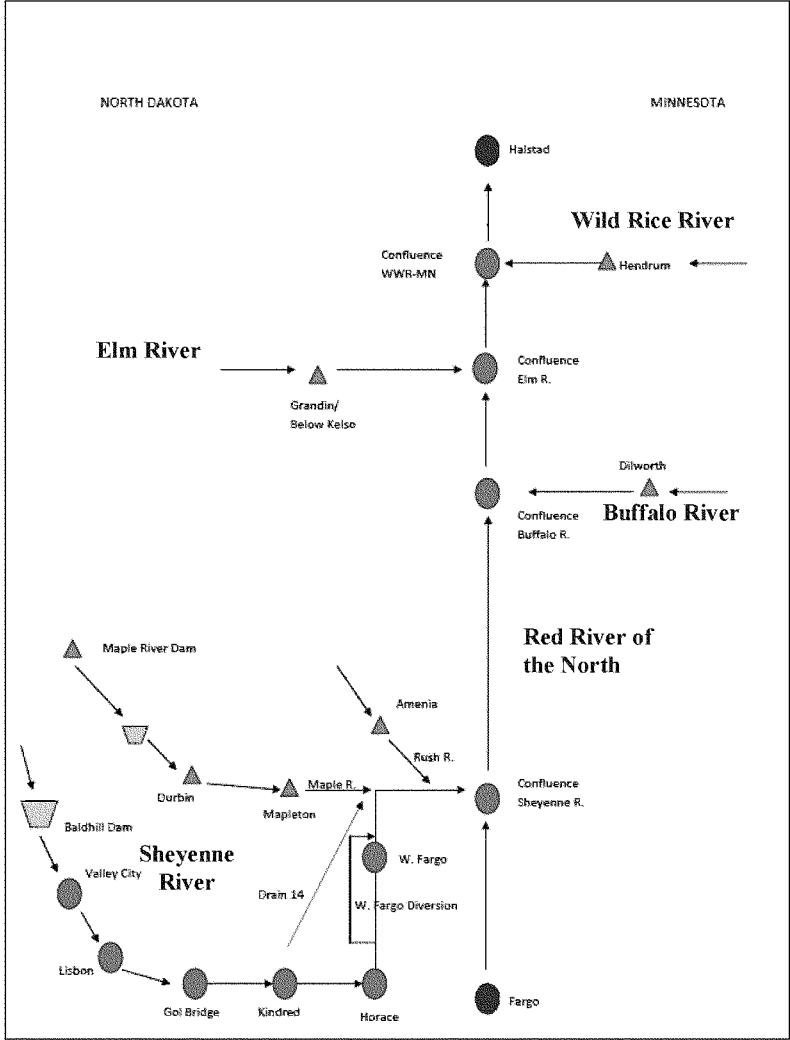 NORTH DAKOTA
MINNESOTA
Halstad
Wild Rice River
Confluence
WWR-MN
Hendrum
Elm River
Confluence
Elm R.
Grandin/
Below Kelso
Dilworth
Confluence
Buffalo R.
Buffalo River
Red River of
the North
Maple River Dam
Amenia
Rush R.
Durbin
Maple R.
Mapleton
Confluence
Sheyenne R.
Baldhill Dam
Sheyenne
River
Valley City
W. Fargo
Drain 14
W. Fargo Diversion
Lisbon
Gol Bridge
Kindred
Horace
Fargo